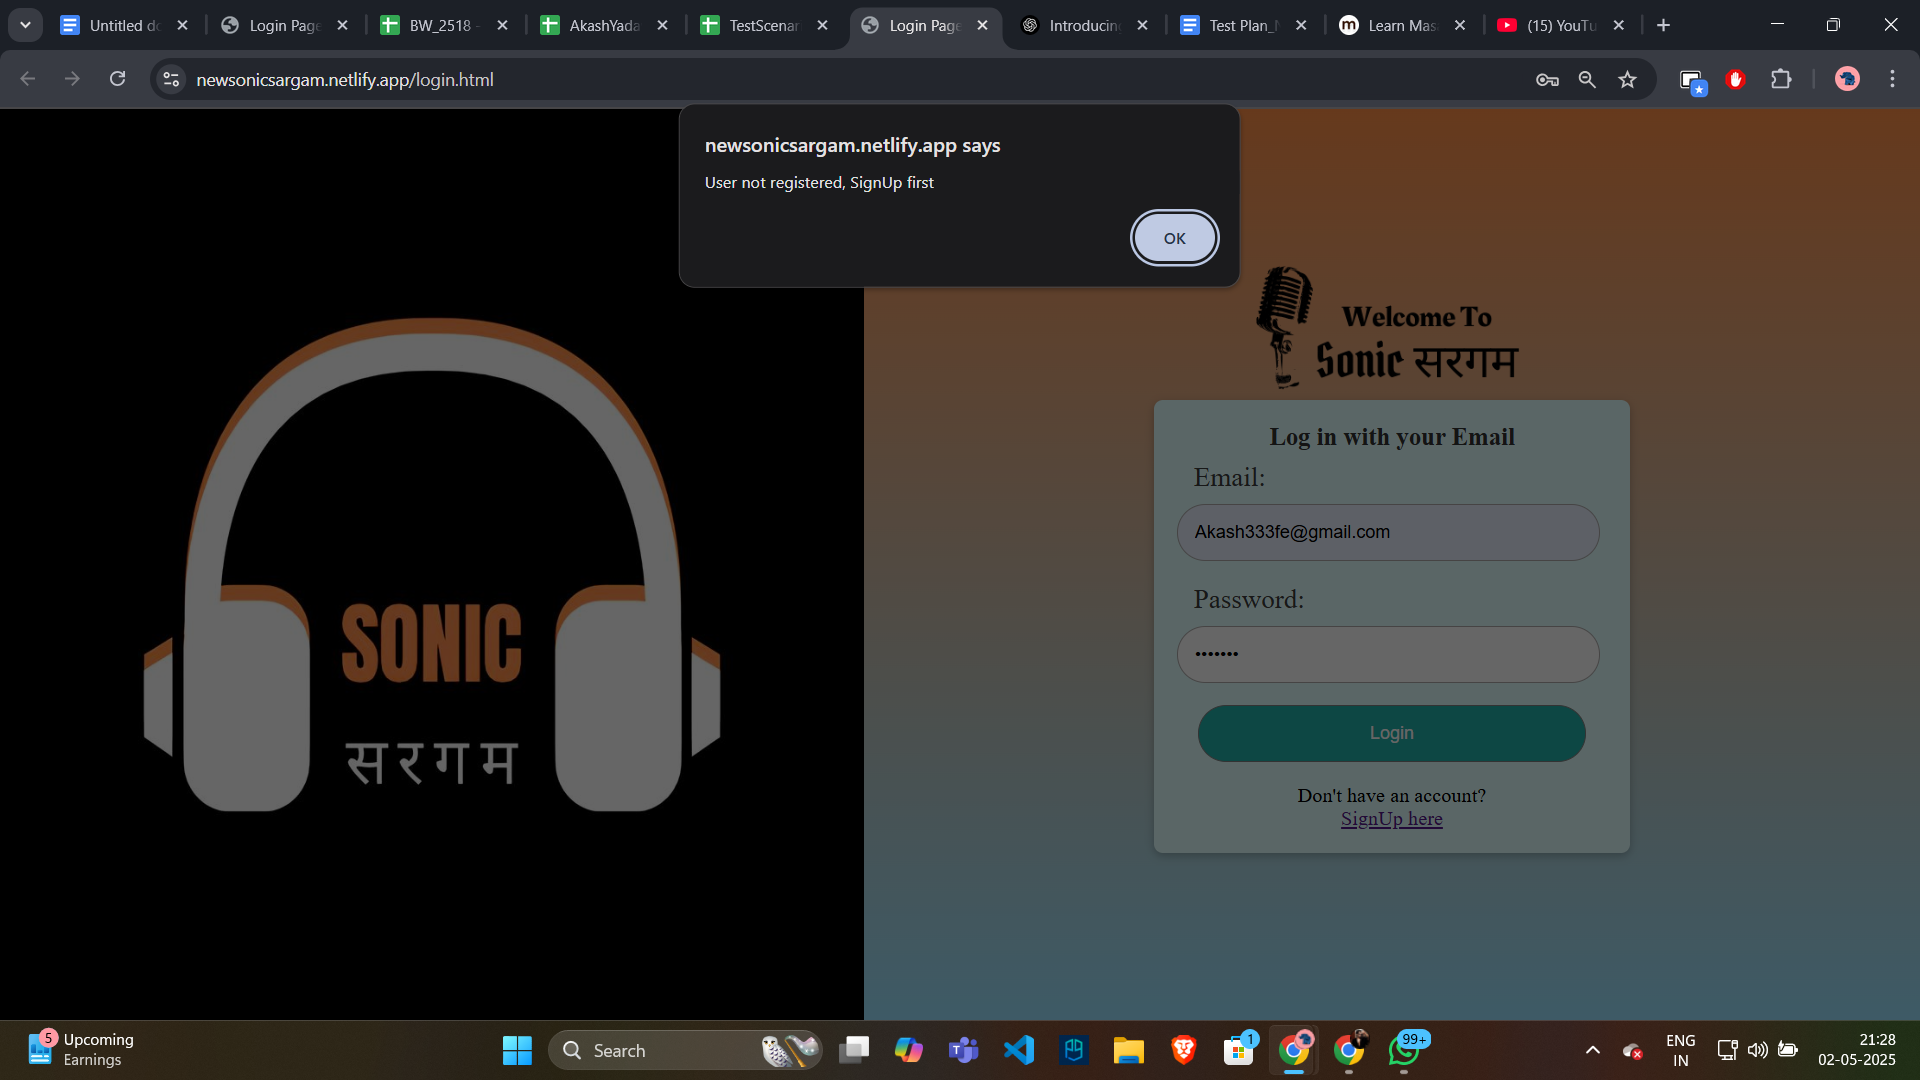 Untitled do
Login Page
BW_2518 -
AkashYada
TestScenar
Login Page
Introducing
Test Plan_N
Learn Mas
(15) YouTu
newsonicsargam.netlify.app/login.html
newsonicsargam.netlify.app says
User not registered, SignUp first
OK
Welcome To
Sonic सरगम
Log in with your Email
Email:
Akash333fe@gmail.com
Password:
•••••••
Login
Don't have an account?
SignUp here
SONIC
सरगम
5
Upcoming
Earnings
Search
1
99+
ENG
IN
21:28
02-05-2025